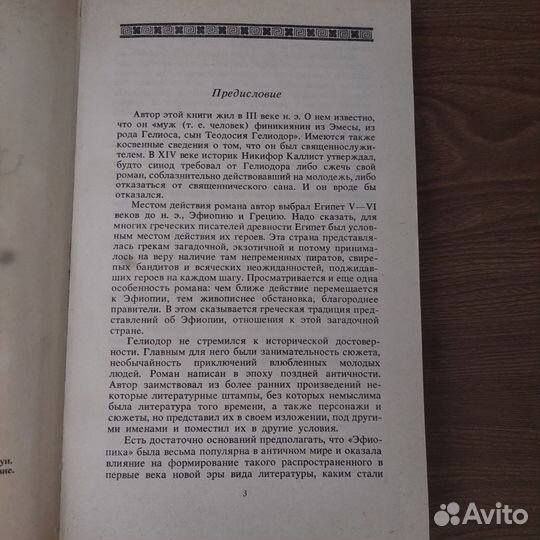 Предисловие
Автор этой книги жил в III веке н. э. О нем известно,
что он «муж (т. е. человек) финикиянин из Эмесы, из
рода Гелиоса, сын Теодосия Гелиодор». Имеются также
косвенные сведения о том, что он был священнослужи-
телем. В XIV веке историк Никифор Каллист утверждал,
будто синод требовал от Гелиодора либо сжечь свой
роман, соблазнительно действовавший на молодежь, либо
отказаться от священнического сана. И он вроде бы
отказался.
Местом действия романа автор выбрал Египет V—VI
веков до н. э., Эфиопию и Грецию. Надо сказать, для
многих греческих писателей древности Египет был услов-
ным местом действия их героев. Эта страна представля-
лась грекам загадочной, экзотичной и потому принима-
лось на веру наличие там непременных пиратов, свире-
пых бандитов и всяческих неожиданностей, поджидав-
ших героев на каждом шагу. Просматривается и еще одна
особенность романа: чем ближе действие перемещается
к Эфиопии, тем живописнее обстановка, благороднее
правители. В этом сказывается греческая традиция пред-
ставлений об Эфиопии, отношения к этой загадочной
стране.
Гелиодор не стремился к исторической достовер-
ности. Главным для него были занимательность сюжета,
необычайность приключений влюбленных молодых
людей. Роман написан в эпоху поздней античности.
Автор заимствовал из более ранних произведений не-
которые литературные штампы, без которых немыслима
была литература того времени, а также персонажи и
сюжеты, но представил их в своем изложении, под други-
ми именами и поместил их в другие условия.
Есть достаточно оснований предполагать, что «Эфио-
пика» была весьма популярна в античном мире и оказала
влияние на формирование такого распространенного в
первые века новой эры вида литературы, каким стали
3
ун.
ие.
Avito